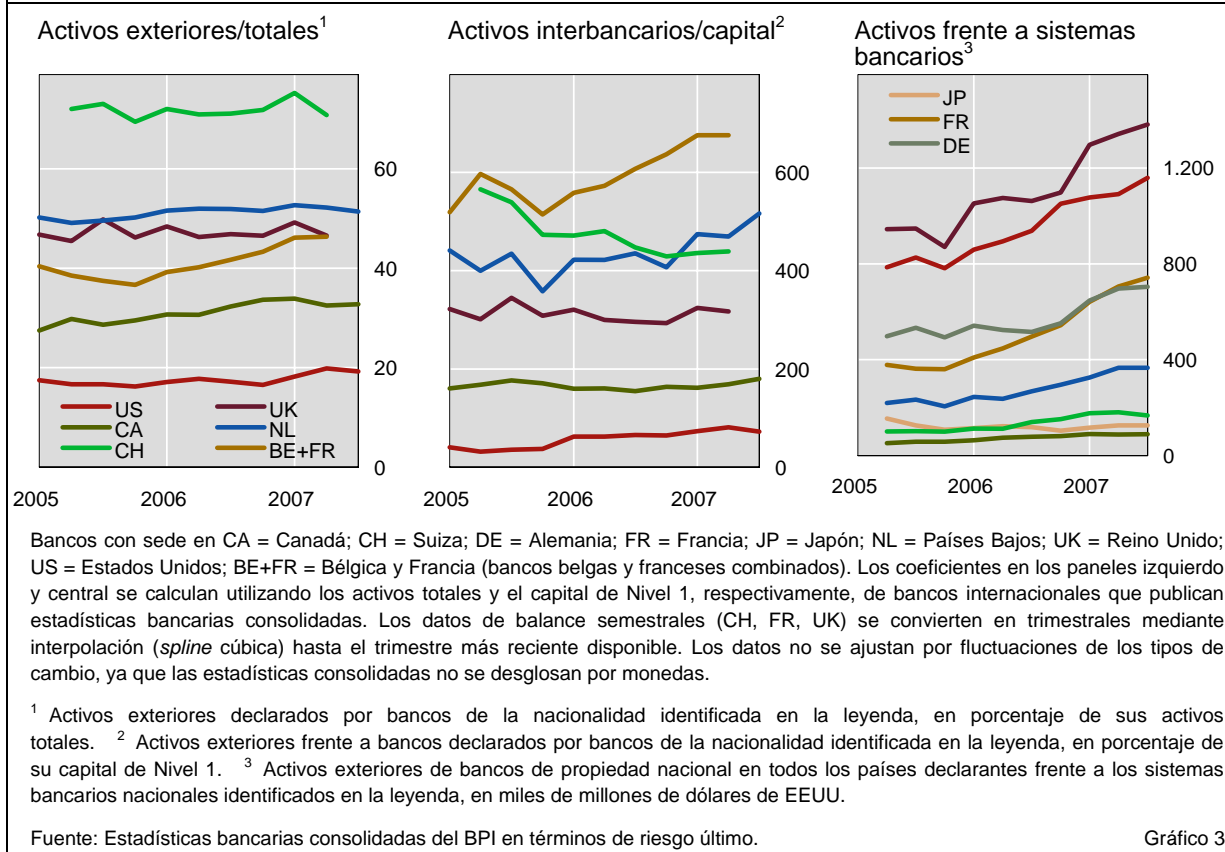 Activos exteriores/totales¹
Activos interbancarios/capital²
Activos frente a sistemas
bancarios³
60
40
20
0
US
CA
CH
UK
NL
BE+FR
2005
2006
2007
600
400
200
0
2005
2006
2007
JP
FR
DE
1.200
800
400
0
2005
2006
2007
Bancos con sede en CA = Canadá; CH = Suiza; DE = Alemania; FR = Francia; JP = Japón; NL = Países Bajos; UK = Reino Unido;
US = Estados Unidos; BE+FR = Bélgica y Francia (bancos belgas y franceses combinados). Los coeficientes en los paneles izquierdo
y central se calculan utilizando los activos totales y el capital de Nivel 1, respectivamente, de bancos internacionales que publican
estadísticas bancarias consolidadas. Los datos de balance semestrales (CH, FR, UK) se convierten en trimestrales mediante
interpolación (spline cúbica) hasta el trimestre más reciente disponible. Los datos no se ajustan por fluctuaciones de los tipos de
cambio, ya que las estadísticas consolidadas no se desglosan por monedas.
¹ Activos exteriores declarados por bancos de la nacionalidad identificada en la leyenda, en porcentaje de sus activos
totales. ² Activos exteriores frente a bancos declarados por bancos de la nacionalidad identificada en la leyenda, en porcentaje de
su capital de Nivel 1. ³ Activos exteriores de bancos de propiedad nacional en todos los países declarantes frente a los sistemas
bancarios nacionales identificados en la leyenda, en miles de millones de dólares de EEUU.
Fuente: Estadísticas bancarias consolidadas del BPI en términos de riesgo último.
Gráfico 3